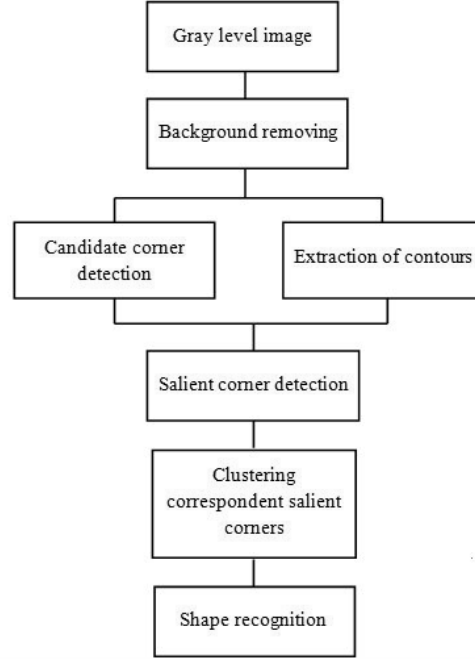 Gray level image
Background removing
Candidate corner
detection
Extraction of contours
Salient corner detection
Clustering
correspondent salient
corners
Shape recognition